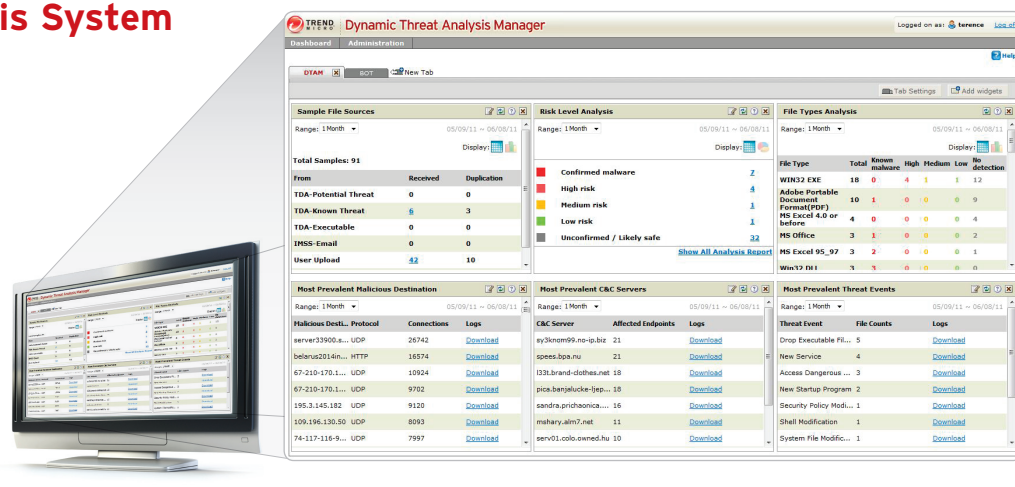 is System
TREND MICRO Dynamic Threat Analysis Manager
Logged on as: terence Log of
Dashboard Administration
Help
DTAM BOT New Tab
Tab Settings Add widgets
Sample File Sources
Range: 1 Month 05/09/11 ~ 06/08/11
Display:
Total Samples: 91
From Received Duplication
TDA-Potential Threat 0 0
TDA-Known Threat 6 3
TDA-Executable 0 0
IMSS-Email 0 0
User Upload 42 10
Risk Level Analysis
Range: 1 Month 05/09/11 ~ 06/08/11
Display:
Confirmed malware 7
High risk 4
Medium risk 1
Low risk 1
Unconfirmed / Likely safe 32
Show All Analysis Report
File Types Analysis
Range: 1 Month 05/09/11 ~ 06/08/11
Display:
File Type Total Known malware High Medium Low No detection
WIN32 EXE 18 0 4 1 1 12
Adobe Portable Document Format(PDF) 10 1 0 0 0 9
MS Excel 4.0 or before 4 0 0 0 0 4
MS Office 3 1 0 0 0 2
MS Excel 95_97 3 2 0 0 0 1
Win32 DLL 3 3 0 0 0 0
Most Prevalent Malicious Destination
Range: 1 Month 05/09/11 ~ 06/08/11
Malicious Desti... Protocol Connections Logs
server33900.s... UDP 26742 Download
belarus2014in... HTTP 16574 Download
67-210-170.1... UDP 10924 Download
67-210-170.1... UDP 9702 Download
195.3.145.182 UDP 9120 Download
109.196.130.50 UDP 8093 Download
74-117-116-9... UDP 7997 Download
Most Prevalent C&C Servers
Range: 1 Month 05/09/11 ~ 06/08/11
C&C Server Affected Endpoints Logs
sy3knom99.no-ip.biz 21 Download
spees.bpa.nu 21 Download
l33t.brand-clothes.net 18 Download
pica.banjalucke-ljep... 18 Download
sandra.prichaonica.... 16 Download
mshary.alm7.net 11 Download
serv01.colo.owned.hu 10 Download
Most Prevalent Threat Events
Range: 1 Month 05/09/11 ~ 06/08/11
Threat Event File Counts Logs
Drop Executable Fil... 5 Download
New Service 4 Download
Access Dangerous ... 3 Download
New Startup Program 2 Download
Security Policy Modi... 1 Download
Shell Modification 1 Download
System File Modific... 1 Download